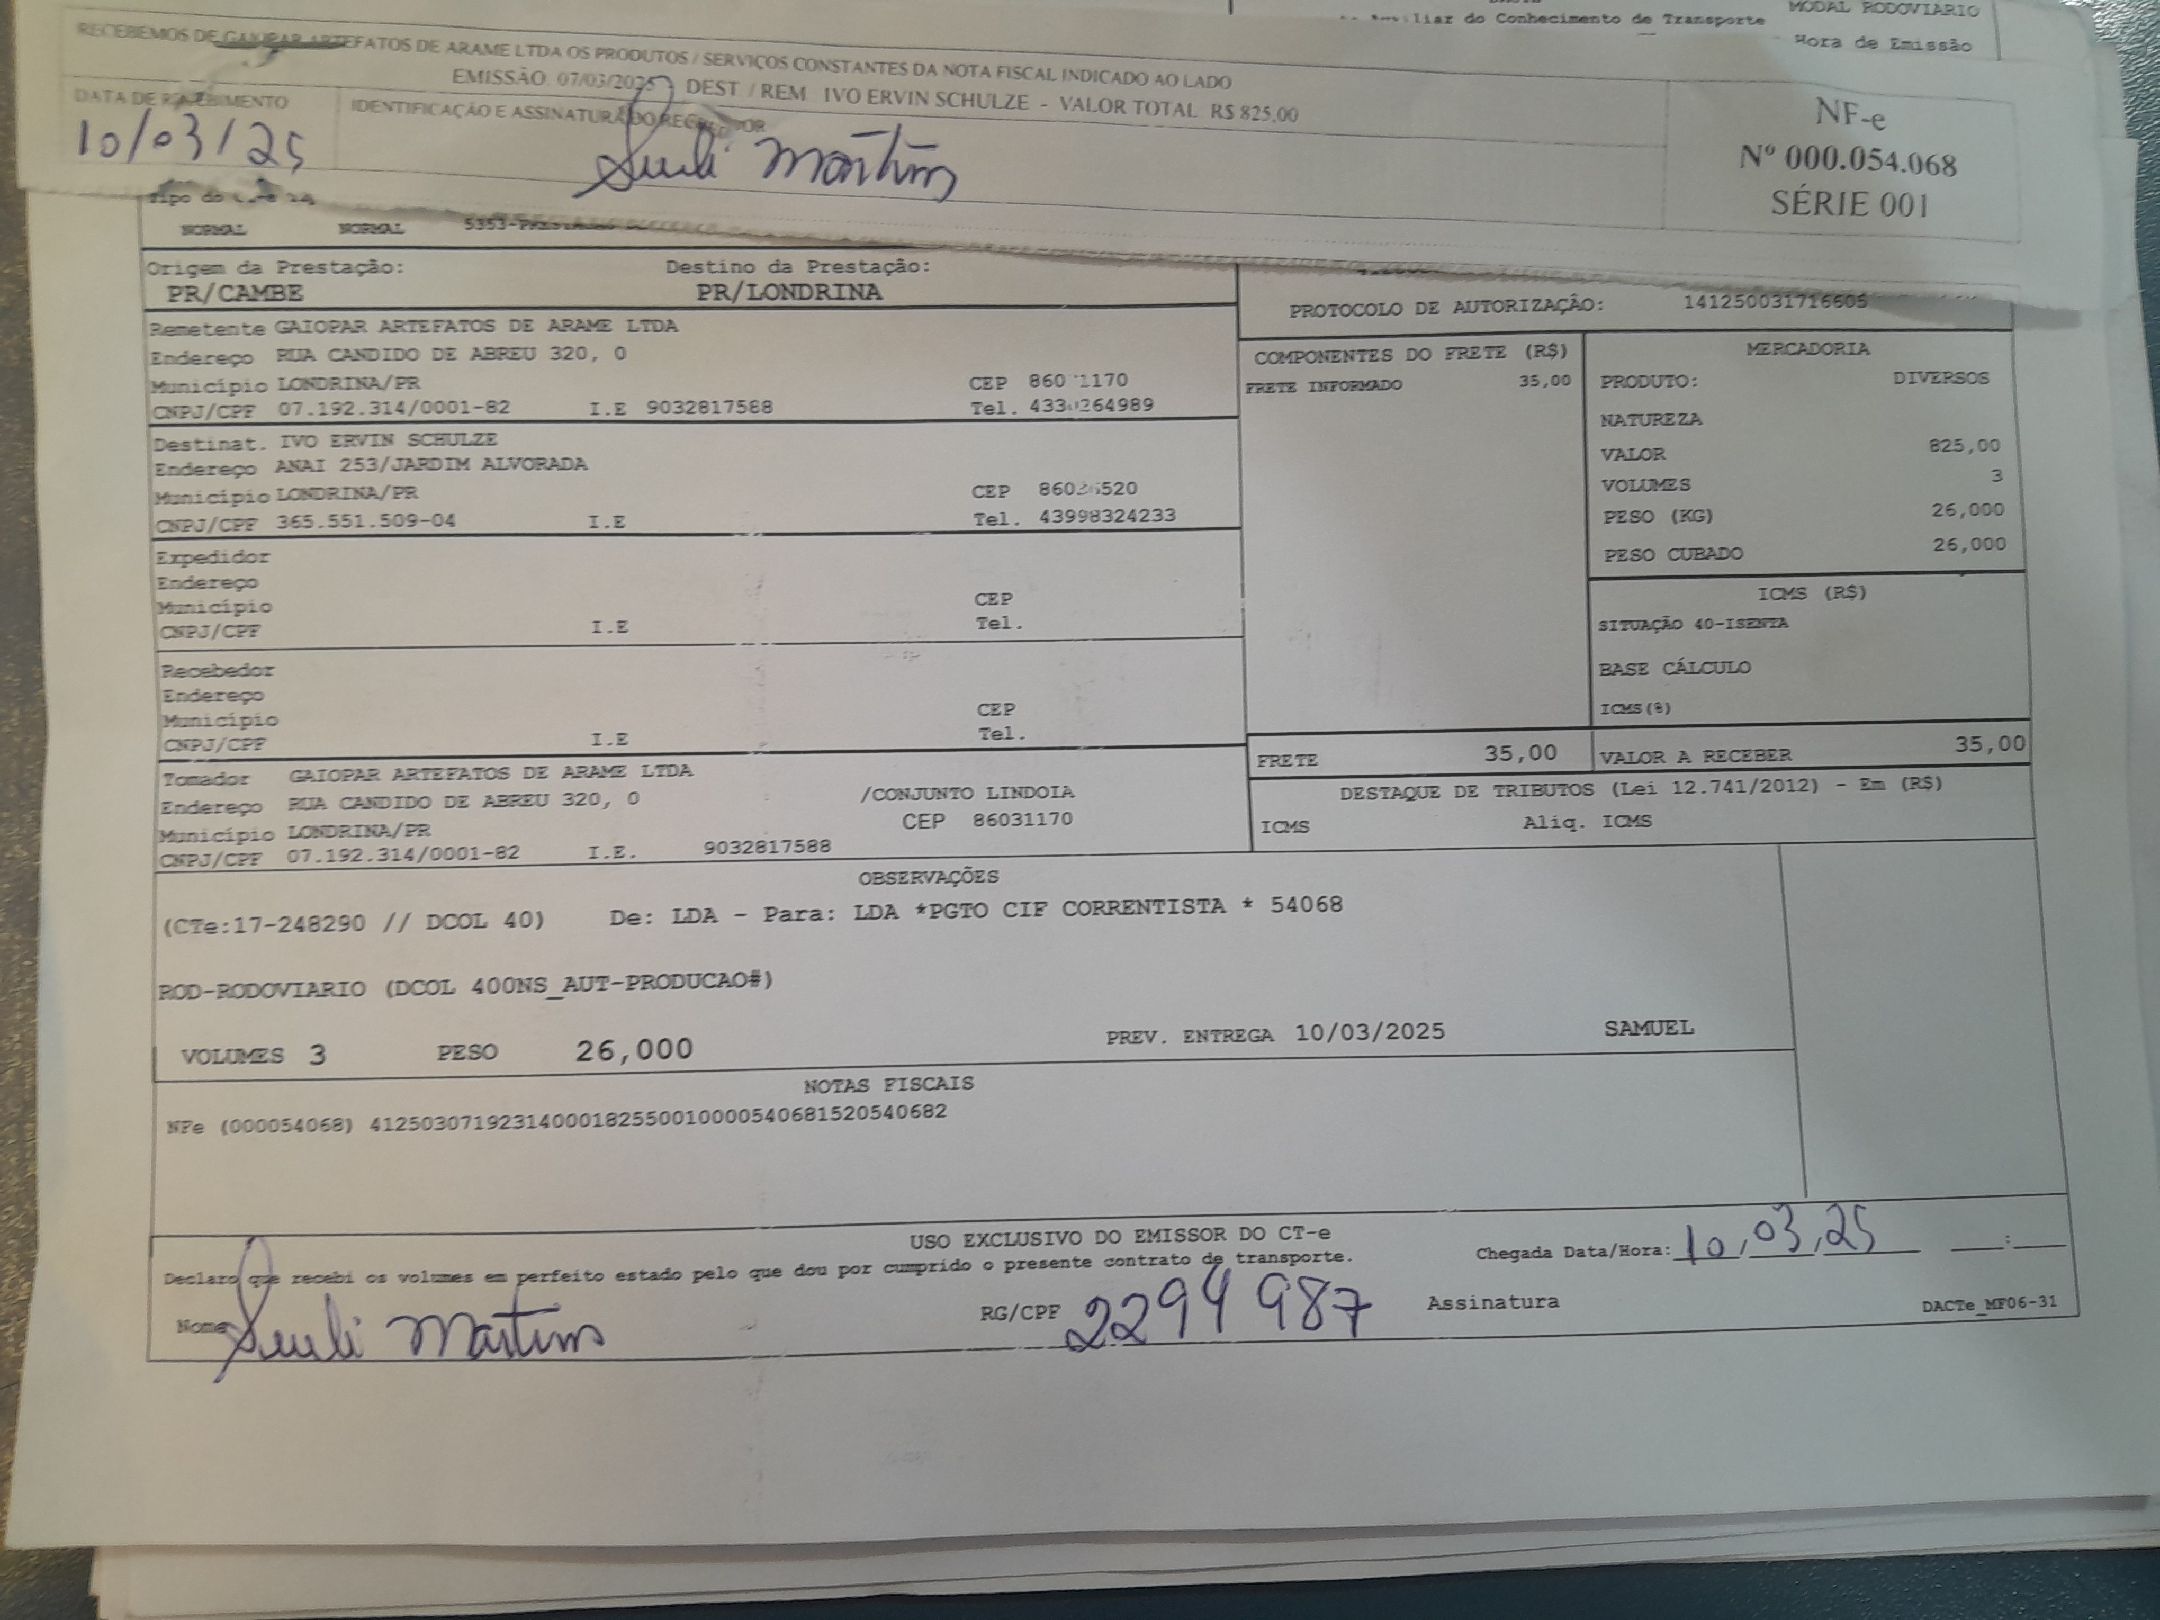 MODAL RODOVIARIO
do Conhecimento de Transporte
Hora de Emissão
RECEBEMOS DE GAIOPAR ARTEFATOS DE ARAME LTDA OS PRODUTOS / SERVIÇOS CONSTANTES DA NOTA FISCAL INDICADO AO LADO
EMISSÃO 07/03/2025 DEST / REM IVO ERVIN SCHULZE - VALOR TOTAL R$ 825,00
DATA DE RECEBIMENTO
IDENTIFICAÇÃO E ASSINATURA DO RECEBEDOR
10/03/25
Martins
NF-e
Nº 000.054.068
SÉRIE 001
Tipo do
NORMAL NORMAL
Origem da Prestação: Destino da Prestação:
PR/CAMBE PR/LONDRINA
PROTOCOLO DE AUTORIZAÇÃO:
Remetente GAIOPAR ARTEFATOS DE ARAME LTDA
Endereço RUA CANDIDO DE ABREU 320, 0
Município LONDRINA/PR CEP
CNPJ/CPF 07.192.314/0001-82 I.E 9032817588 Tel.
Destinat. IVO ERVIN SCHULZE
Endereço ANAI 253/JARDIM ALVORADA
Município LONDRINA/PR CEP
CNPJ/CPF 365.551.509-04 I.E Tel. 43998324233
Expedidor
Endereço
Município CEP
CNPJ/CPF I.E Tel.
Recebedor
Endereço
Município CEP
CNPJ/CPF I.E Tel.
Tomador GAIOPAR ARTEFATOS DE ARAME LTDA
Endereço RUA CANDIDO DE ABREU 320, 0 /CONJUNTO LINDOIA
Município LONDRINA/PR CEP 86031170
CNPJ/CPF 07.192.314/0001-82 I.E. 9032817588
COMPONENTES DO FRETE (R$)
FRETE INFORMADO 35,00
MERCADORIA
PRODUTO: DIVERSOS
NATUREZA
VALOR 825,00
VOLUMES 3
PESO (KG) 26,000
PESO CUBADO 26,000
ICMS (R$)
SITUAÇÃO 40-ISENTA
BASE CÁLCULO
ICMS(%)
FRETE 35,00 VALOR A RECEBER 35,00
DESTAQUE DE TRIBUTOS (Lei 12.741/2012) - Em (R$)
ICMS Aliq. ICMS
OBSERVAÇÕES
(CTe:17-248290 // DCOL 40) De: LDA - Para: LDA *PGTO CIF CORRENTISTA * 54068
ROD-RODOVIARIO (DCOL 400NS_AUT-PRODUCAO#)
VOLUMES 3 PESO 26,000 PREV. ENTREGA 10/03/2025 SAMUEL
NOTAS FISCAIS
NFe (000054068) 41250307192314000182550010000540681520540682
USO EXCLUSIVO DO EMISSOR DO CT-e
Declaro que recebi os volumes em perfeito estado pelo que dou por cumprido o presente contrato de transporte.
Chegada Data/Hora: 10,03,25 __:__
Nome Martins RG/CPF 2294987 Assinatura
DACTe_MF06-31